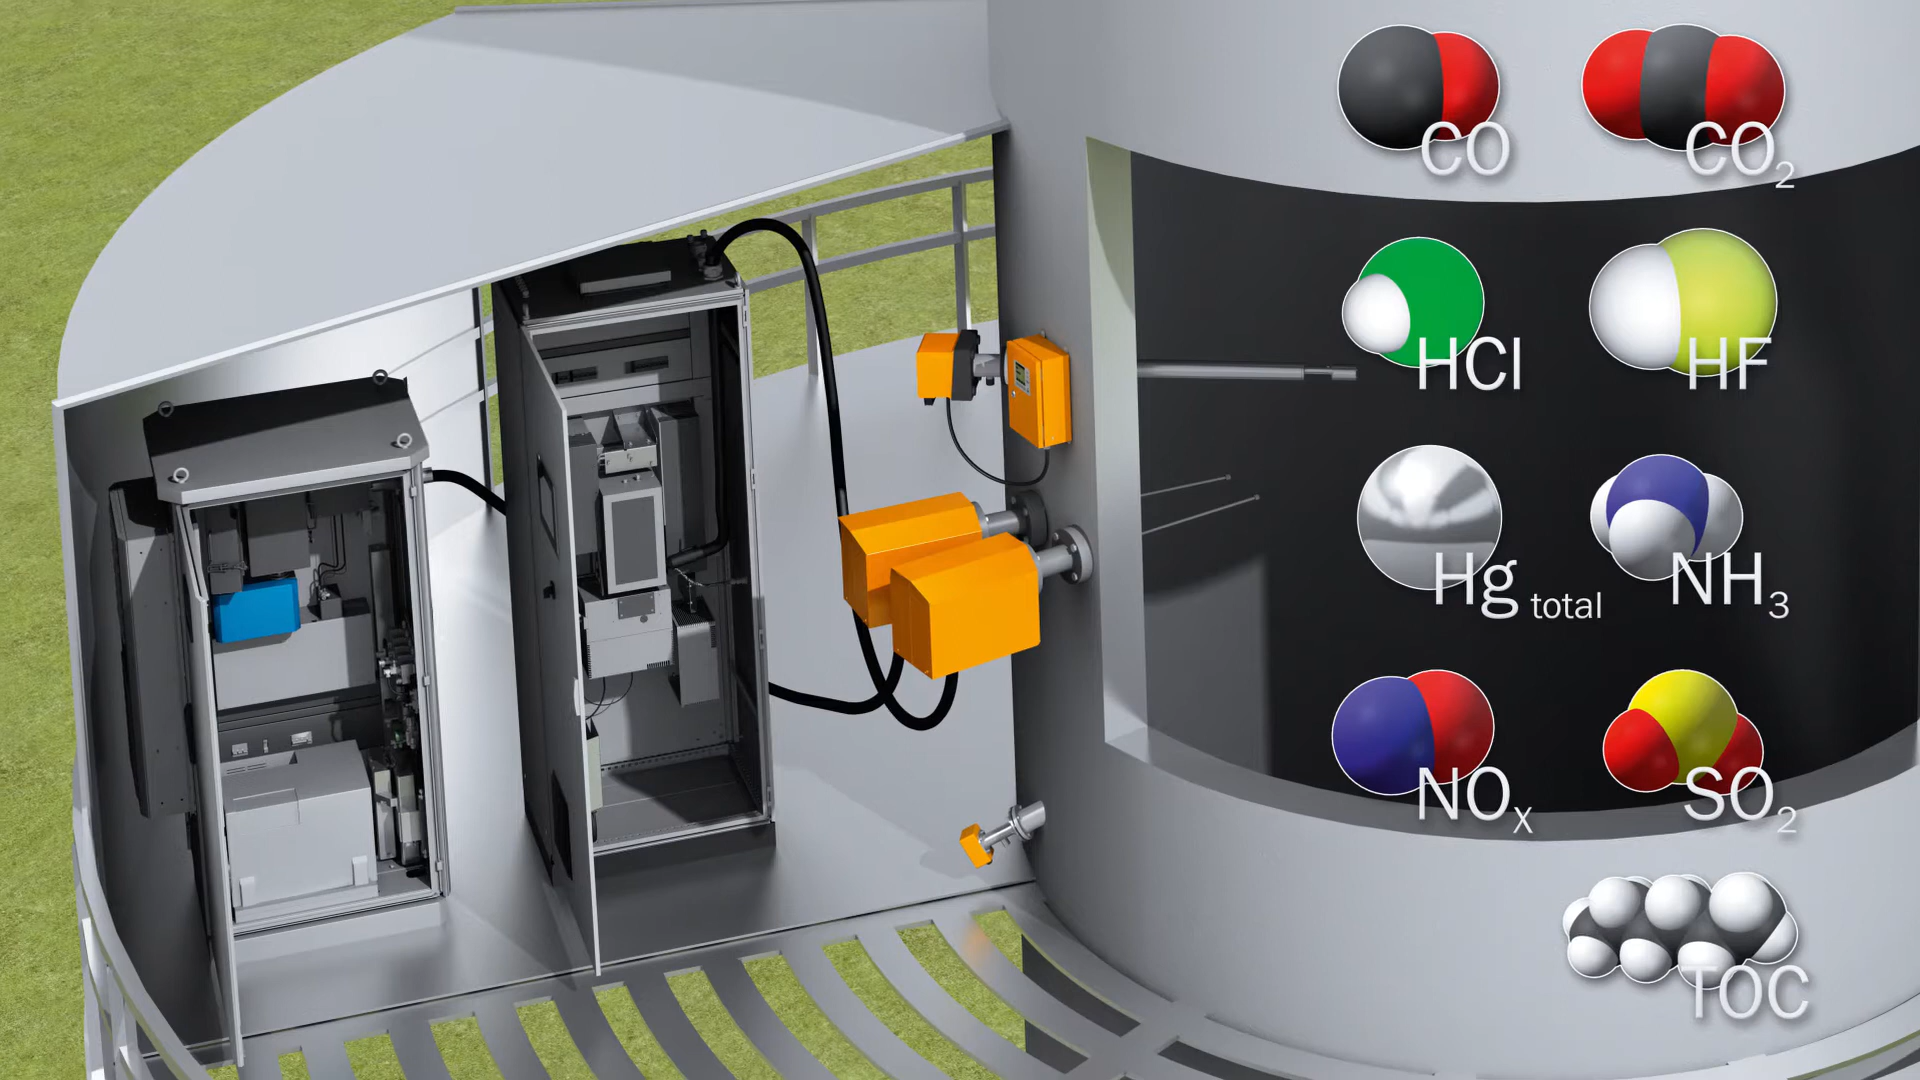 CO
CO₂
HCl
HF
Hg total
NH₃
NOₓ
SO₂
TOC